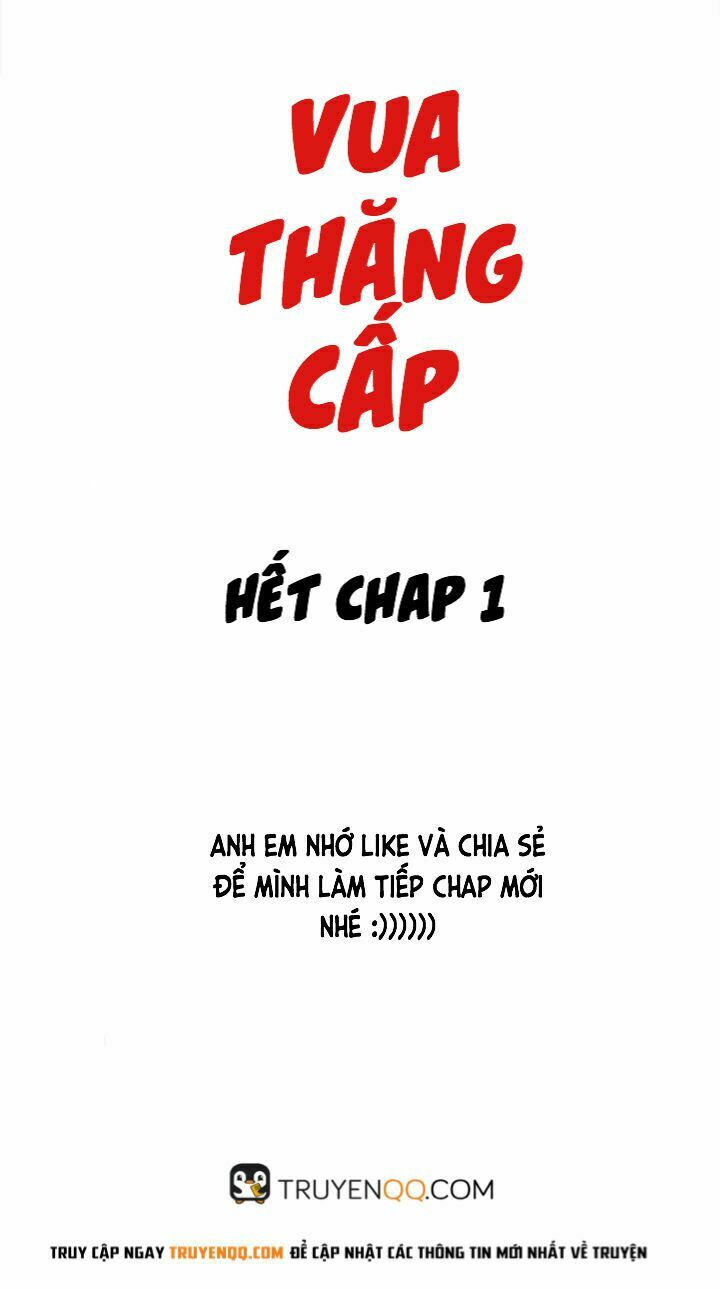 VUA
THĂNG
CẤP
HẾT CHAP 1
ANH EM NHỚ LIKE VÀ CHIA SẺ
ĐỂ MÌNH LÀM TIẾP CHAP MỚI
NHÉ :))))))
TRUYENQQ.COM
TRUY CẬP NGAY TRUYENQQ.COM ĐỂ CẬP NHẬT CÁC THÔNG TIN MỚI NHẤT VỀ TRUYỆN